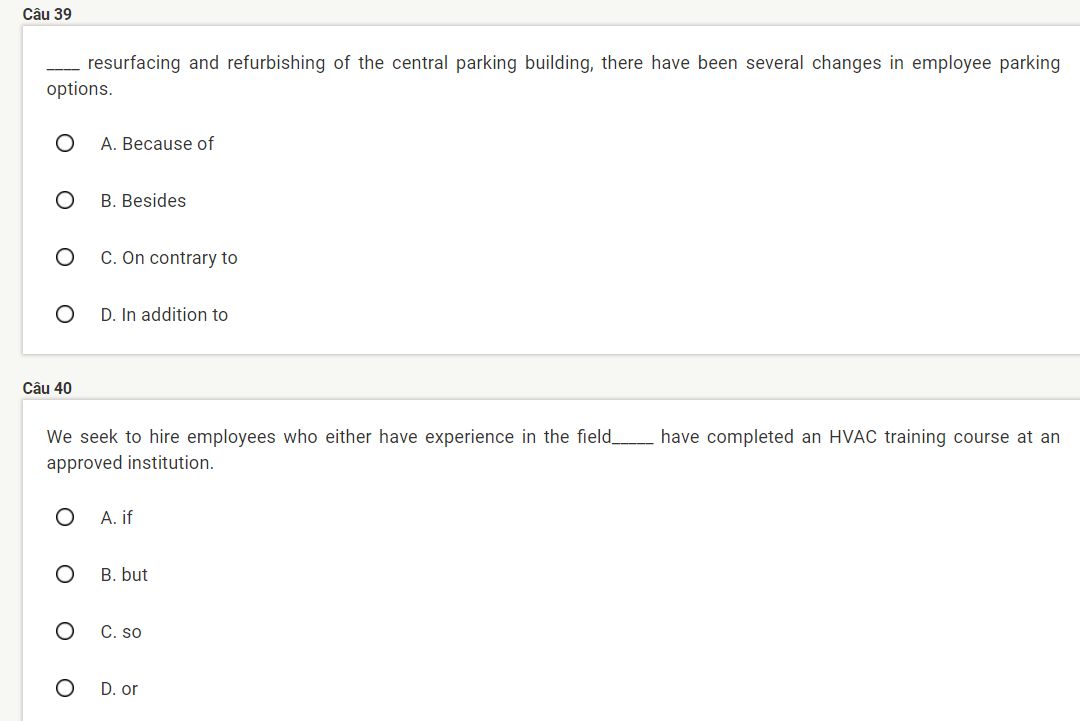 Câu 39
____ resurfacing and refurbishing of the central parking building, there have been several changes in employee parking
options.
A. Because of
B. Besides
C. On contrary to
D. In addition to
Câu 40
We seek to hire employees who either have experience in the field_____ have completed an HVAC training course at an
approved institution.
A. if
B. but
C. so
D. or